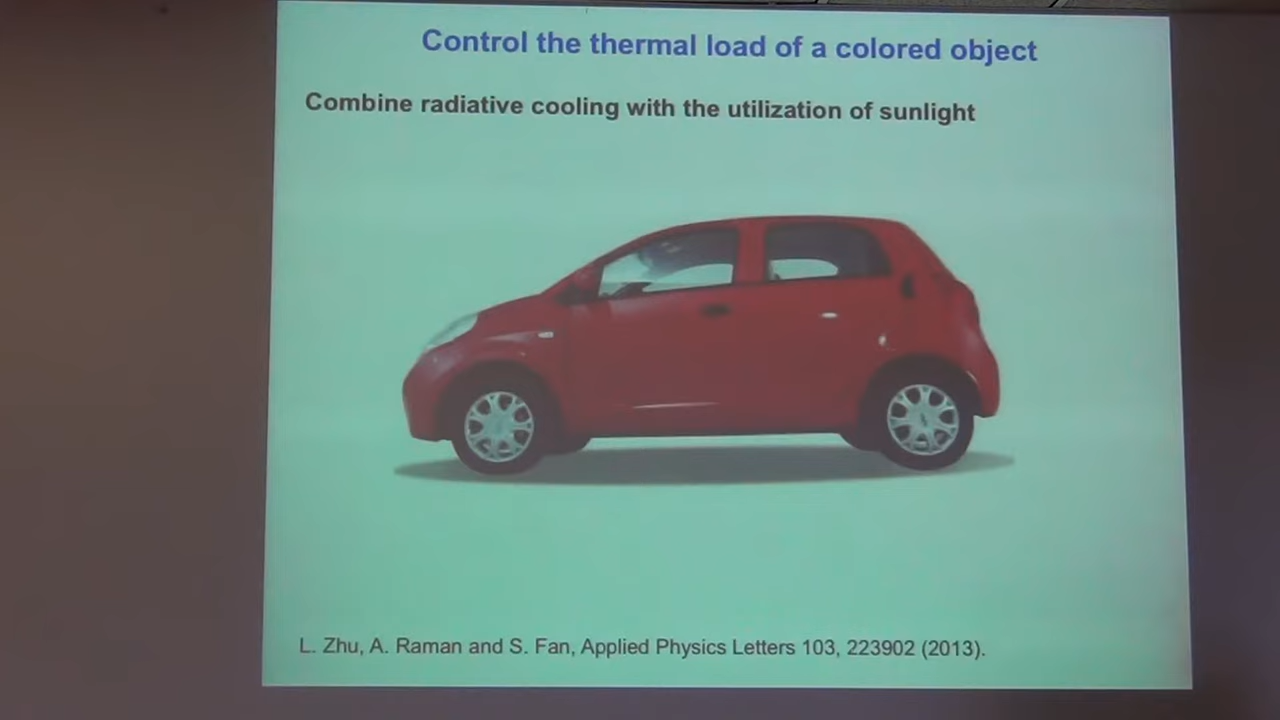 Control the thermal load of a colored object
Combine radiative cooling with the utilization of sunlight
L. Zhu, A. Raman and S. Fan, Applied Physics Letters 103, 223902 (2013).